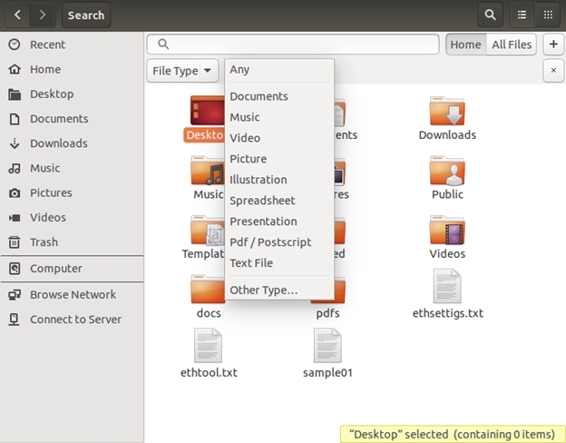 Search
Recent
Home
Desktop
Documents
Downloads
Music
Pictures
Videos
Trash
Computer
Browse Network
Connect to Server
Home All Files +
File Type
Any
Documents
Music
Video
Picture
Illustration
Spreadsheet
Presentation
Pdf / Postscript
Text File
Other Type...
Deskto ents Downloads
Music res Public
Templat ed Videos
docs pdfs ethsettigs.txt
ethtool.txt sample01
"Desktop" selected (containing 0 items)